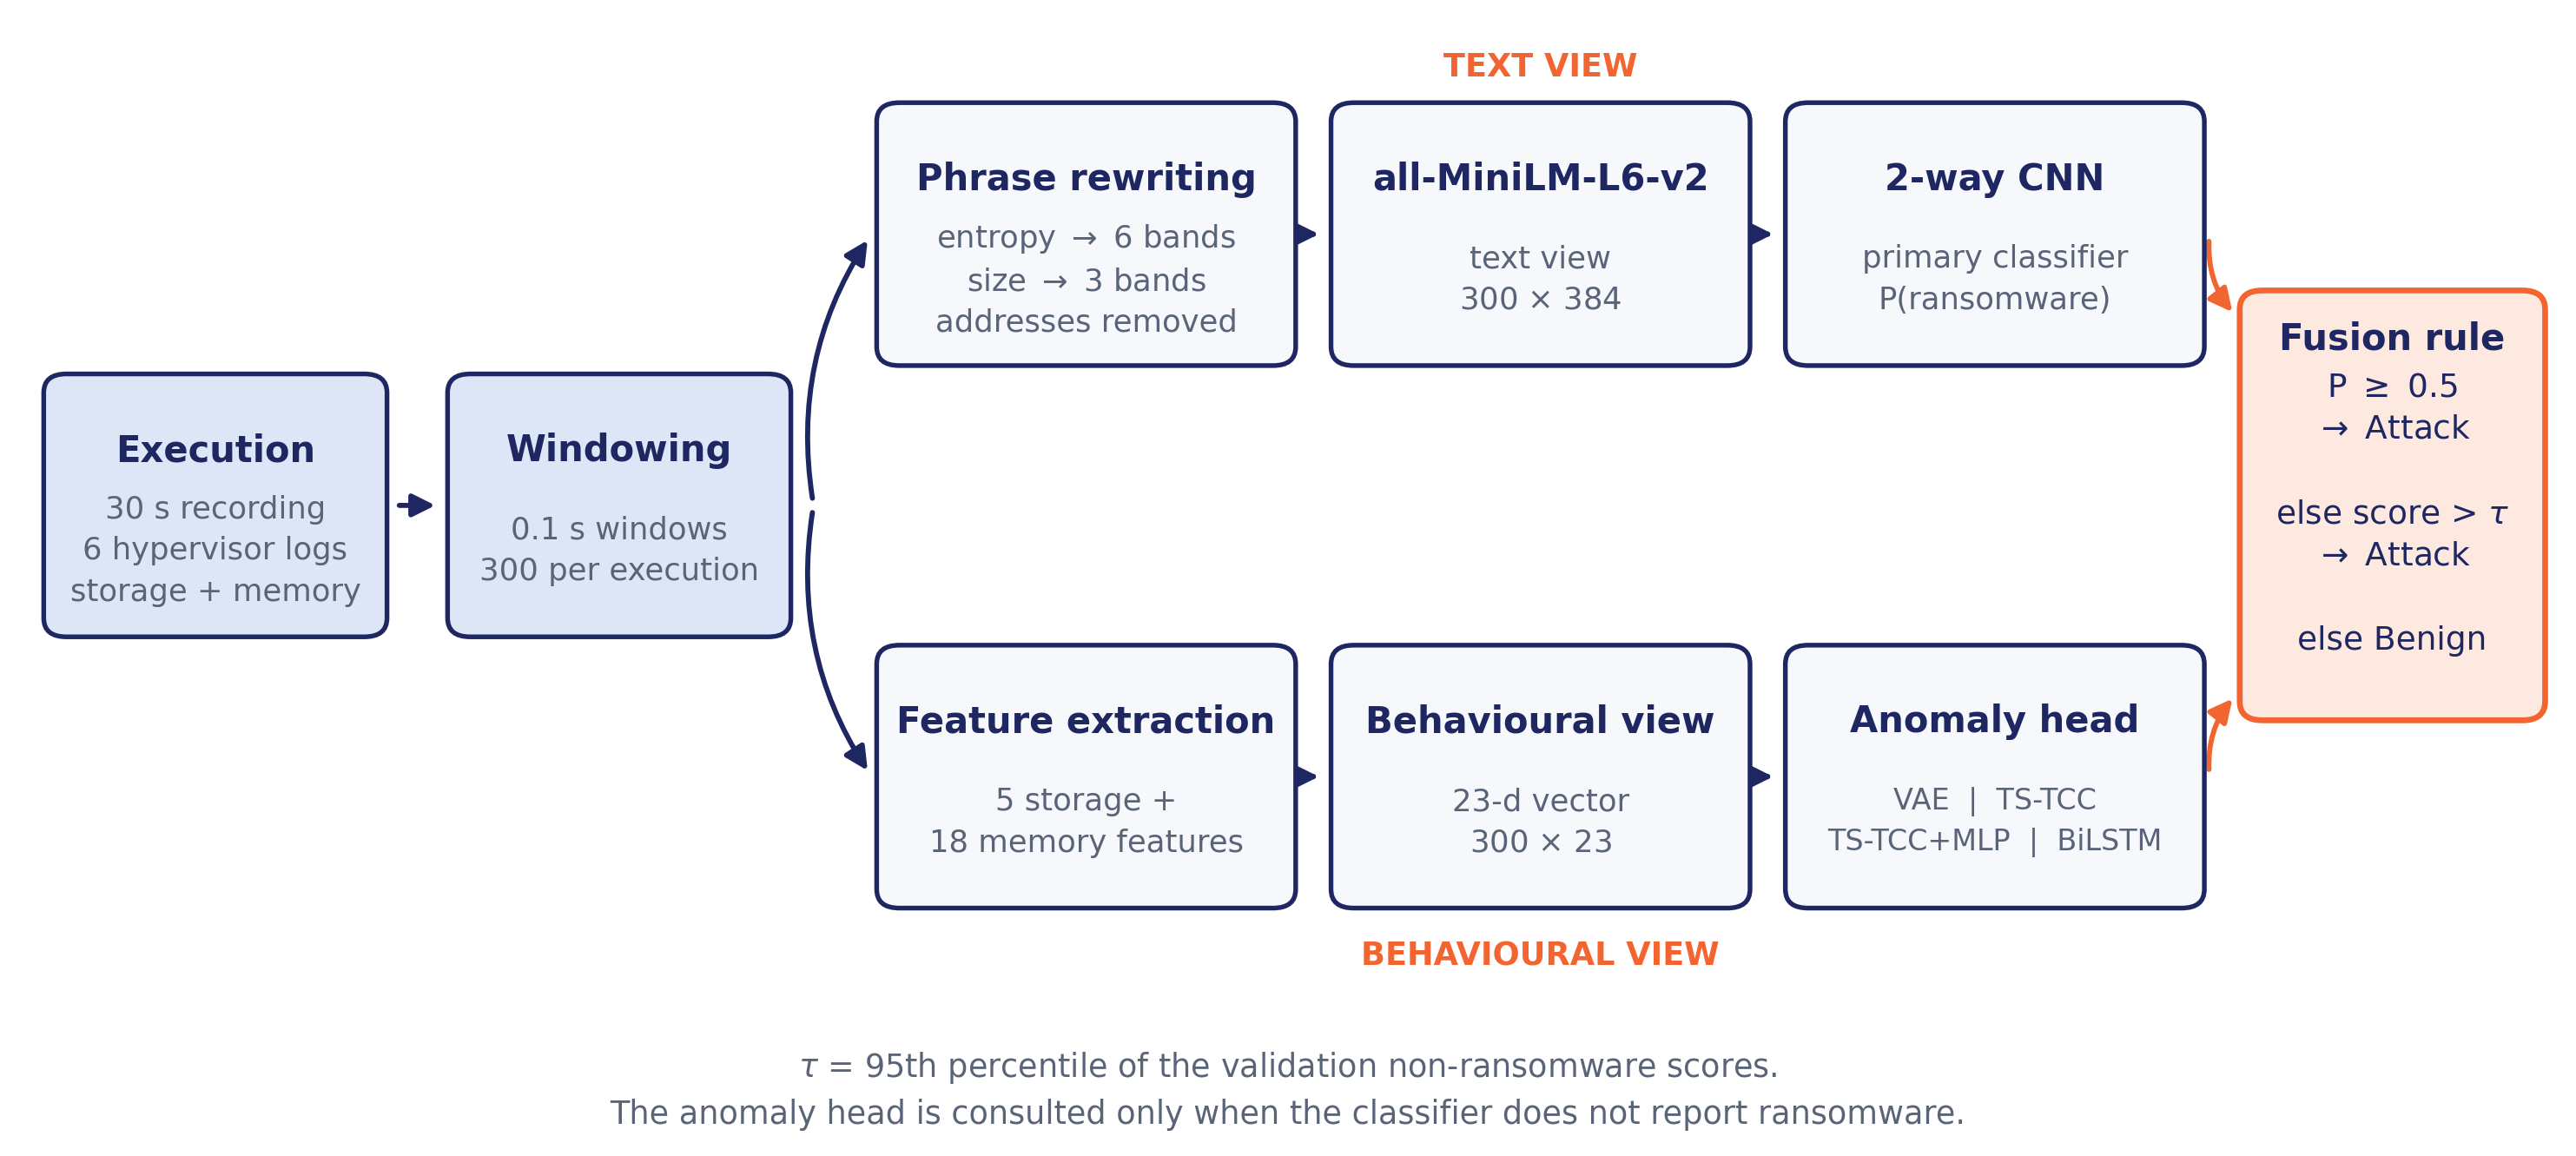 TEXT VIEW
Phrase rewriting
entropy → 6 bands
size → 3 bands
addresses removed
all-MiniLM-L6-v2
text view
300 × 384
2-way CNN
primary classifier
P(ransomware)
Execution
30 s recording
6 hypervisor logs
storage + memory
Windowing
0.1 s windows
300 per execution
Fusion rule
P ≥ 0.5
→ Attack
else score > τ
→ Attack
else Benign
Feature extraction
5 storage +
18 memory features
Behavioural view
23-d vector
300 × 23
Anomaly head
VAE | TS-TCC
TS-TCC+MLP | BiLSTM
BEHAVIOURAL VIEW
τ = 95th percentile of the validation non-ransomware scores.
The anomaly head is consulted only when the classifier does not report ransomware.